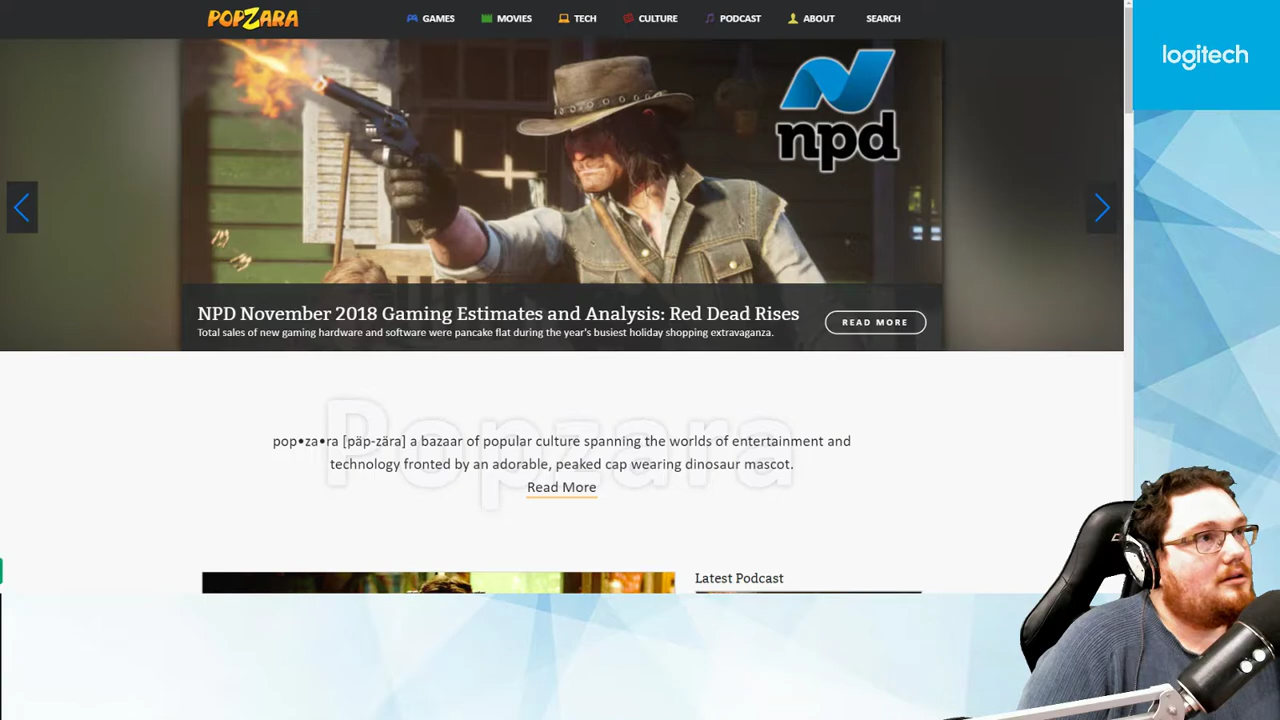 POPZARA
GAMES MOVIES TECH CULTURE PODCAST ABOUT SEARCH
logitech
npd
NPD November 2018 Gaming Estimates and Analysis: Red Dead Rises
Total sales of new gaming hardware and software were pancake flat during the year's busiest holiday shopping extravaganza.
READ MORE
Popzara
pop•za•ra [päp-zära] a bazaar of popular culture spanning the worlds of entertainment and
technology fronted by an adorable, peaked cap wearing dinosaur mascot.
Read More
Latest Podcast